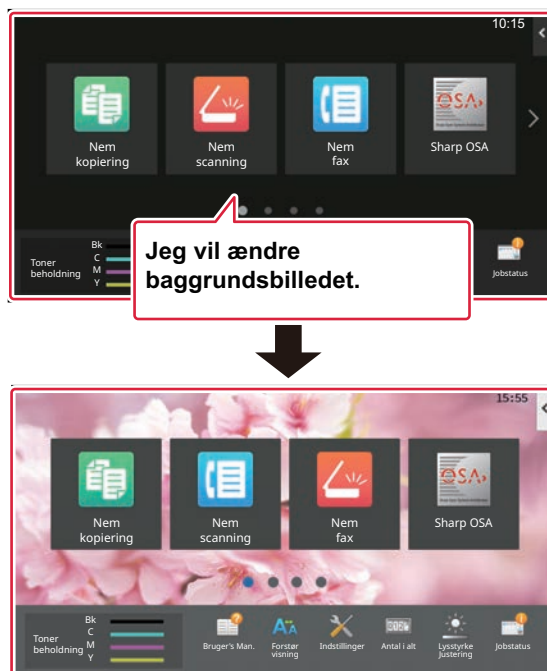 10:15
Nem
kopiering
Nem
scanning
Nem
fax
Sharp OSA
OSA
Jeg vil ændre
baggrundsbilledet.
Toner
beholdning
Bk
C
M
Y
Jobstatus
15:55
Nem
kopiering
Nem
scanning
Nem
fax
Sharp OSA
OSA
Toner
beholdning
Bk
C
M
Y
Bruger's Man.
Forstør
visning
Indstillinger
Antal i alt
Lysstyrke
Justering
Jobstatus